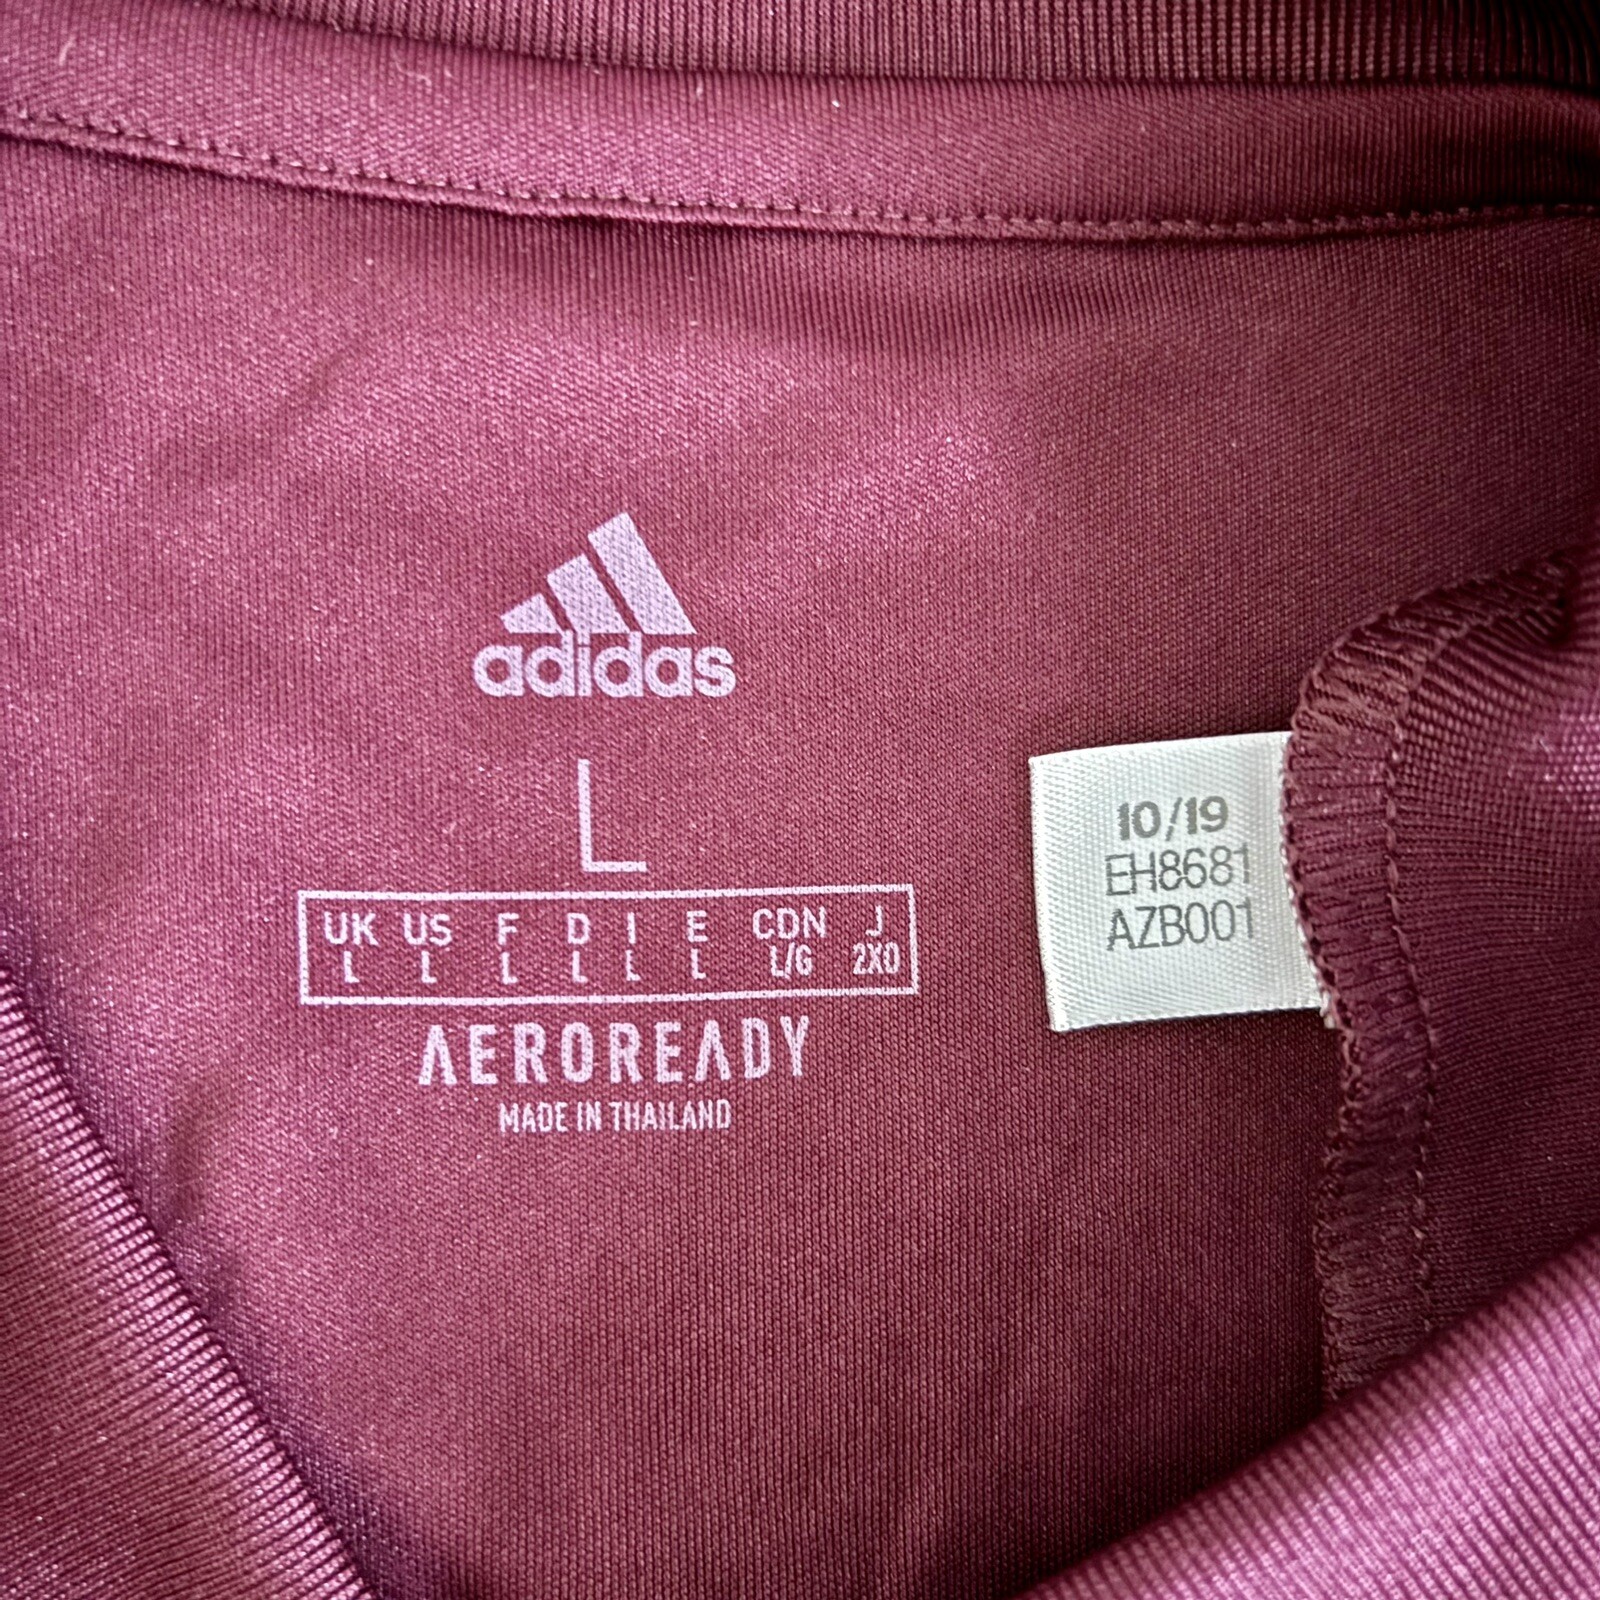 adidas
L
UK US F D I E CDN J
L L L L L L L/G 2XO
AEROREADY
MADE IN THAILAND
10/19
EH8681
AZB001